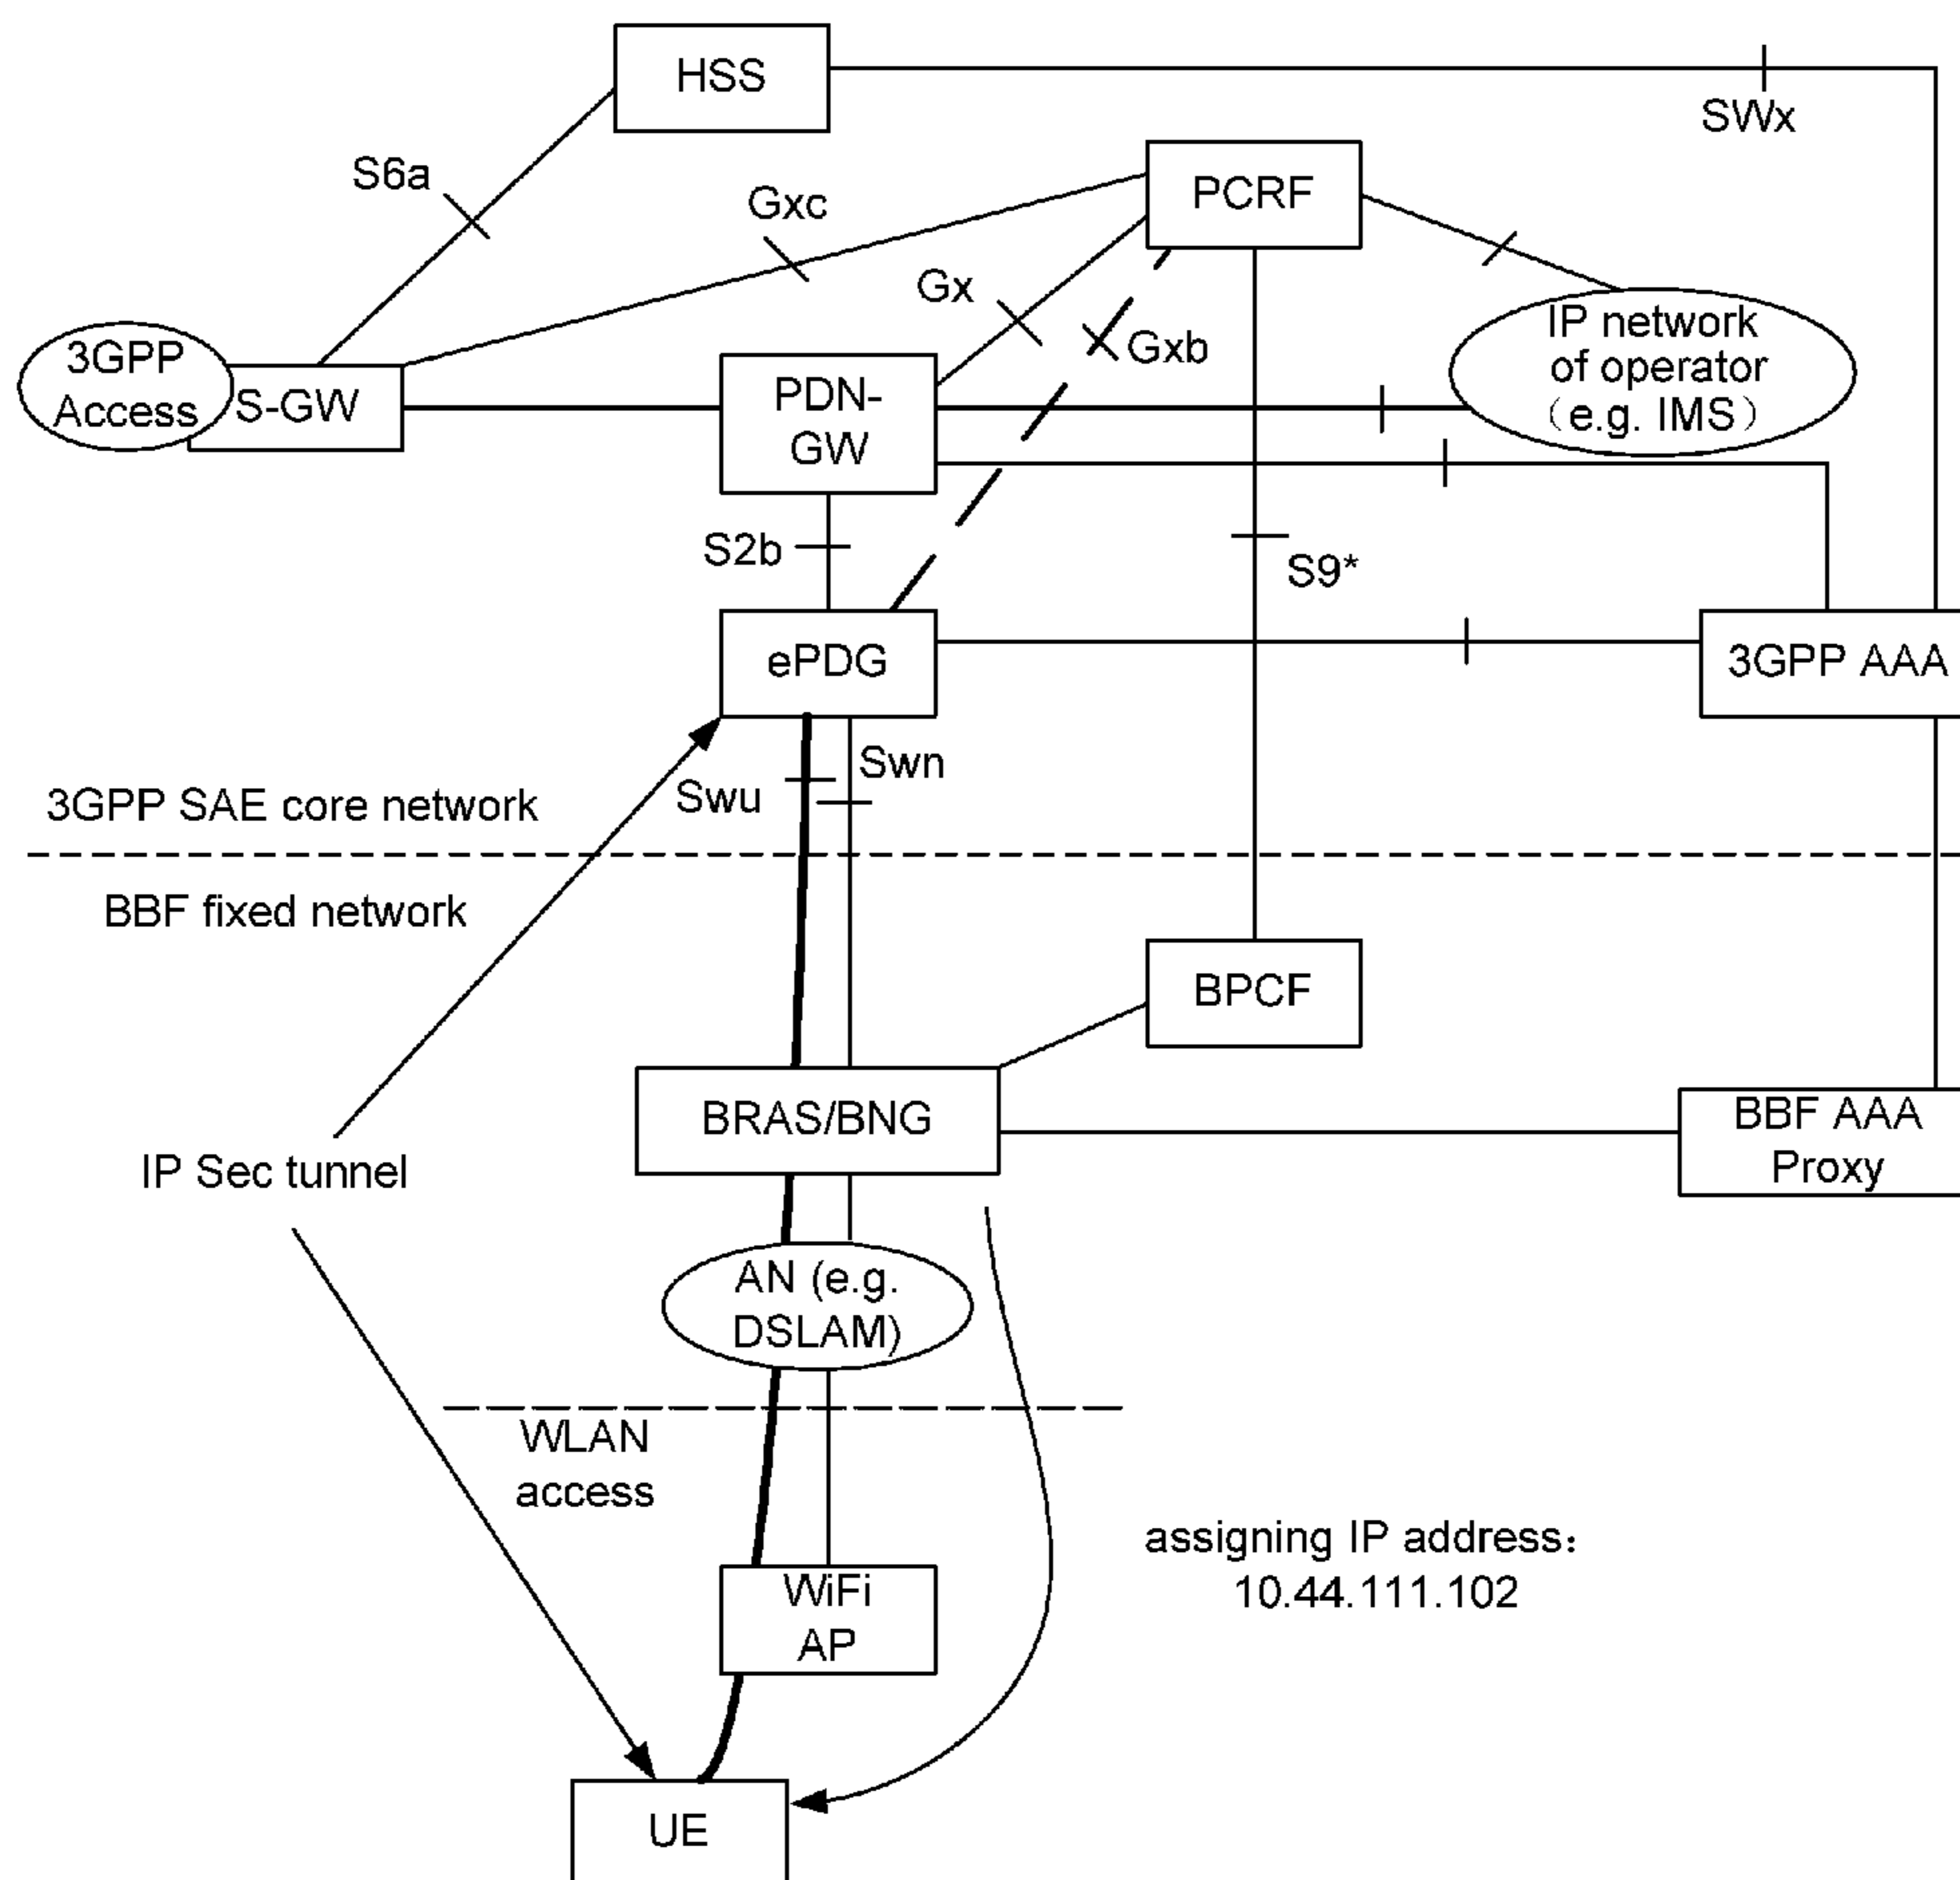 HSS
SWx
S6a
PCRF
Gxc
Gx
Gxb
IP network
of operator
（e.g. IMS）
3GPP
Access
S-GW
PDN-
GW
S2b
S9*
ePDG
3GPP AAA
Swn
Swu
3GPP SAE core network
BBF fixed network
BPCF
BRAS/BNG
BBF AAA
Proxy
IP Sec tunnel
AN (e.g.
DSLAM)
WLAN
access
assigning IP address：
10.44.111.102
WiFi
AP
UE